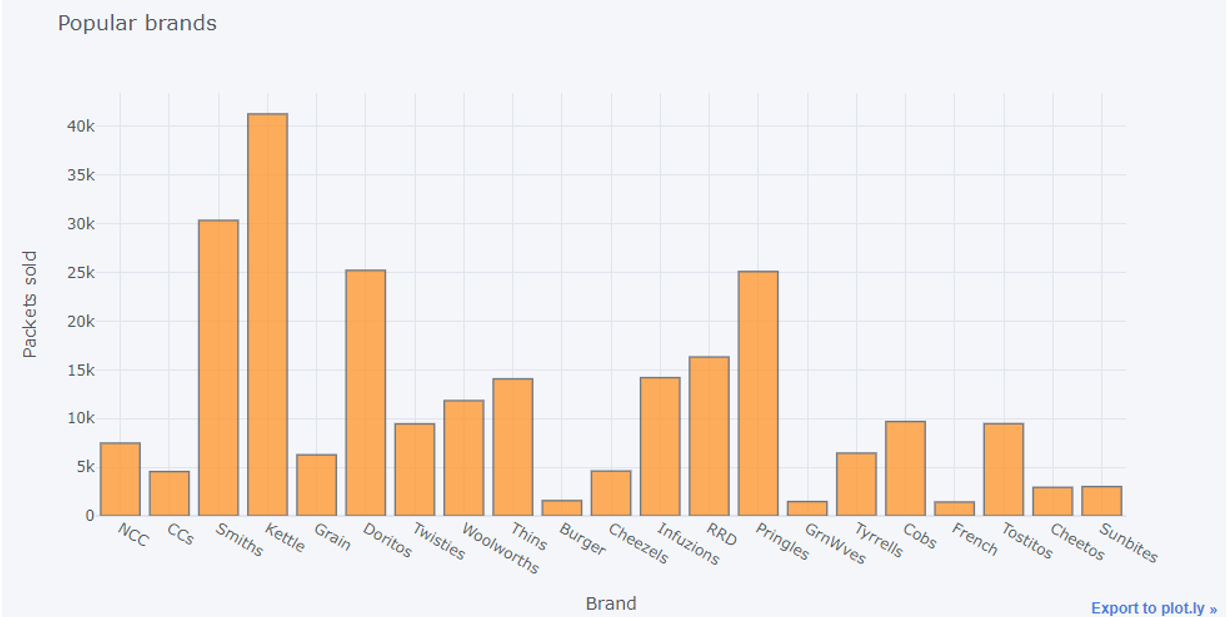 Popular brands
40k
35k
30k
25k
20k
15k
10k
5k
0
Packets sold
NCC
CCs
Smiths
Kettle
Grain
Doritos
Twisties
Woolworths
Thins
Burger
Cheezels
Infuzions
RRD
Pringles
GrnWves
Tyrrells
Cobs
French
Tostitos
Cheetos
Sunbites
Brand
Export to plot.ly »